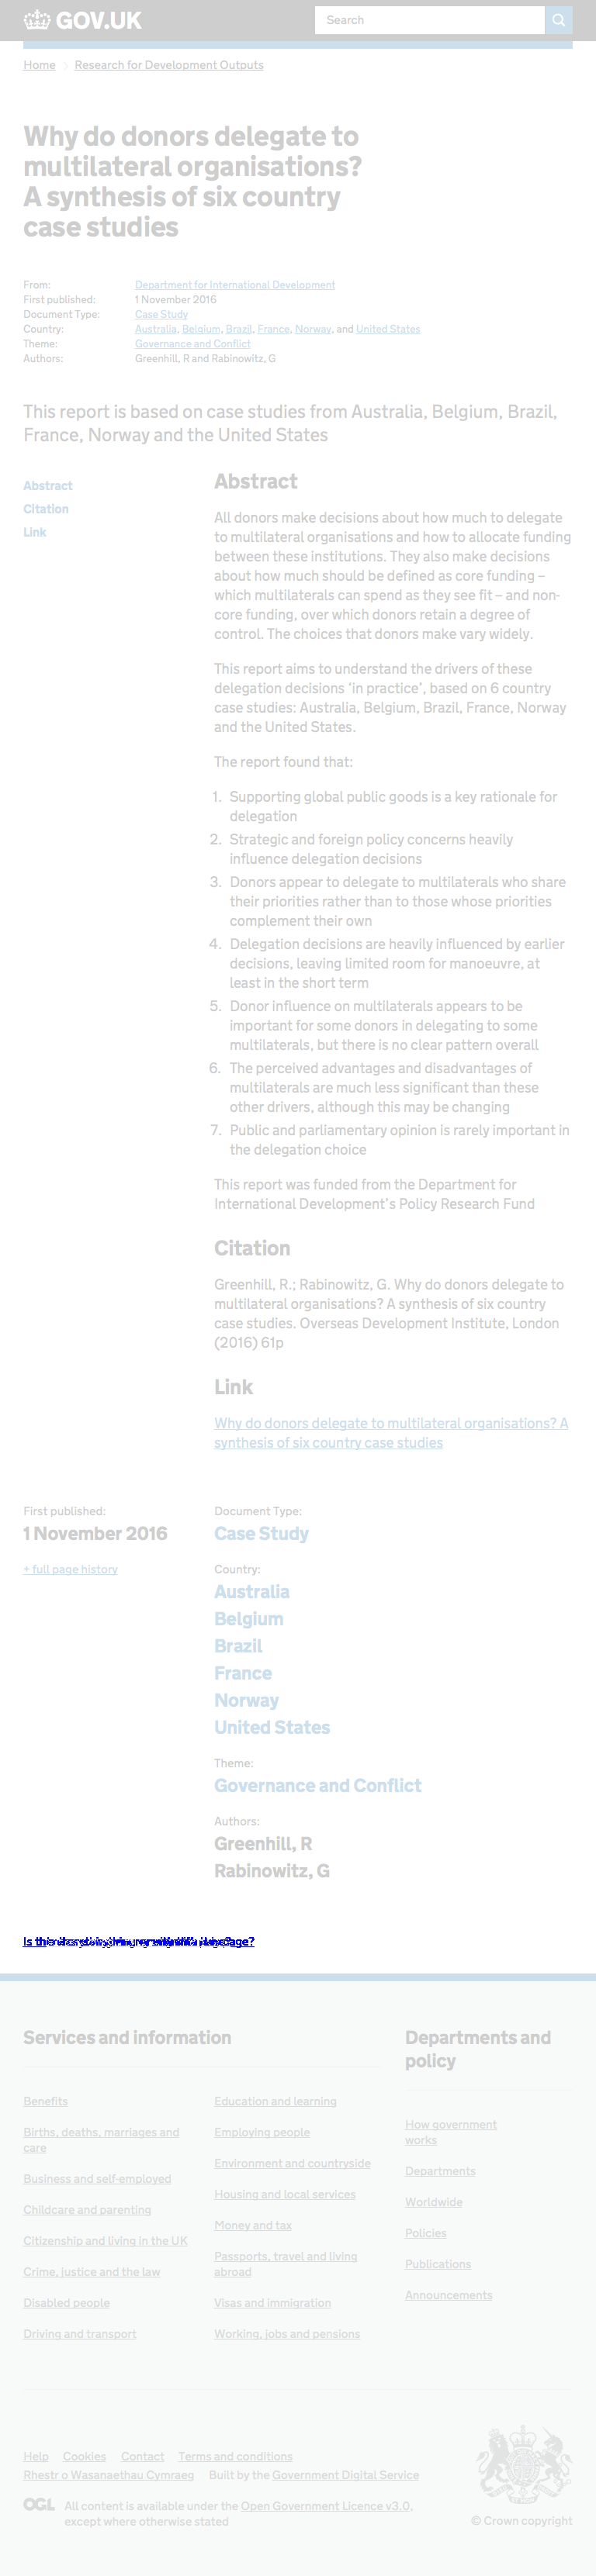 GOV.UK
Search
Home
Research for Development Outputs
Why do donors delegate to
multilateral organisations?
A synthesis of six country
case studies
From: Department for International Development
First published: 1 November 2016
Document Type: Case Study
Country: Australia, Belgium, Brazil, France, Norway, and United States
Theme: Governance and Conflict
Authors: Greenhill, R and Rabinowitz, G
This report is based on case studies from Australia, Belgium, Brazil,
France, Norway and the United States
Abstract
Citation
Link
Abstract
All donors make decisions about how much to delegate
to multilateral organisations and how to allocate funding
between these institutions. They also make decisions
about how much should be defined as core funding –
which multilaterals can spend as they see fit – and non-
core funding, over which donors retain a degree of
control. The choices that donors make vary widely.
This report aims to understand the drivers of these
delegation decisions ‘in practice’, based on 6 country
case studies: Australia, Belgium, Brazil, France, Norway
and the United States.
The report found that:
1. Supporting global public goods is a key rationale for
delegation
2. Strategic and foreign policy concerns heavily
influence delegation decisions
3. Donors appear to delegate to multilaterals who share
their priorities rather than to those whose priorities
complement their own
4. Delegation decisions are heavily influenced by earlier
decisions, leaving limited room for manoeuvre, at
least in the short term
5. Donor influence on multilaterals appears to be
important for some donors in delegating to some
multilaterals, but there is no clear pattern overall
6. The perceived advantages and disadvantages of
multilaterals are much less significant than these
other drivers, although this may be changing
7. Public and parliamentary opinion is rarely important in
the delegation choice
This report was funded from the Department for
International Development’s Policy Research Fund
Citation
Greenhill, R.; Rabinowitz, G. Why do donors delegate to
multilateral organisations? A synthesis of six country
case studies. Overseas Development Institute, London
(2016) 61p
Link
Why do donors delegate to multilateral organisations? A
synthesis of six country case studies
First published:
1 November 2016
+ full page history
Document Type:
Case Study
Country:
Australia
Belgium
Brazil
France
Norway
United States
Theme:
Governance and Conflict
Authors:
Greenhill, R
Rabinowitz, G
Services and information
Benefits
Births, deaths, marriages and
care
Business and self-employed
Childcare and parenting
Citizenship and living in the UK
Crime, justice and the law
Disabled people
Driving and transport
Education and learning
Employing people
Environment and countryside
Housing and local services
Money and tax
Passports, travel and living
abroad
Visas and immigration
Working, jobs and pensions
Departments and
policy
How government
works
Departments
Worldwide
Policies
Publications
Announcements
Help Cookies Contact Terms and conditions
Rhestr o Wasanaethau Cymraeg Built by the Government Digital Service
OGL All content is available under the Open Government Licence v3.0,
except where otherwise stated
© Crown copyright